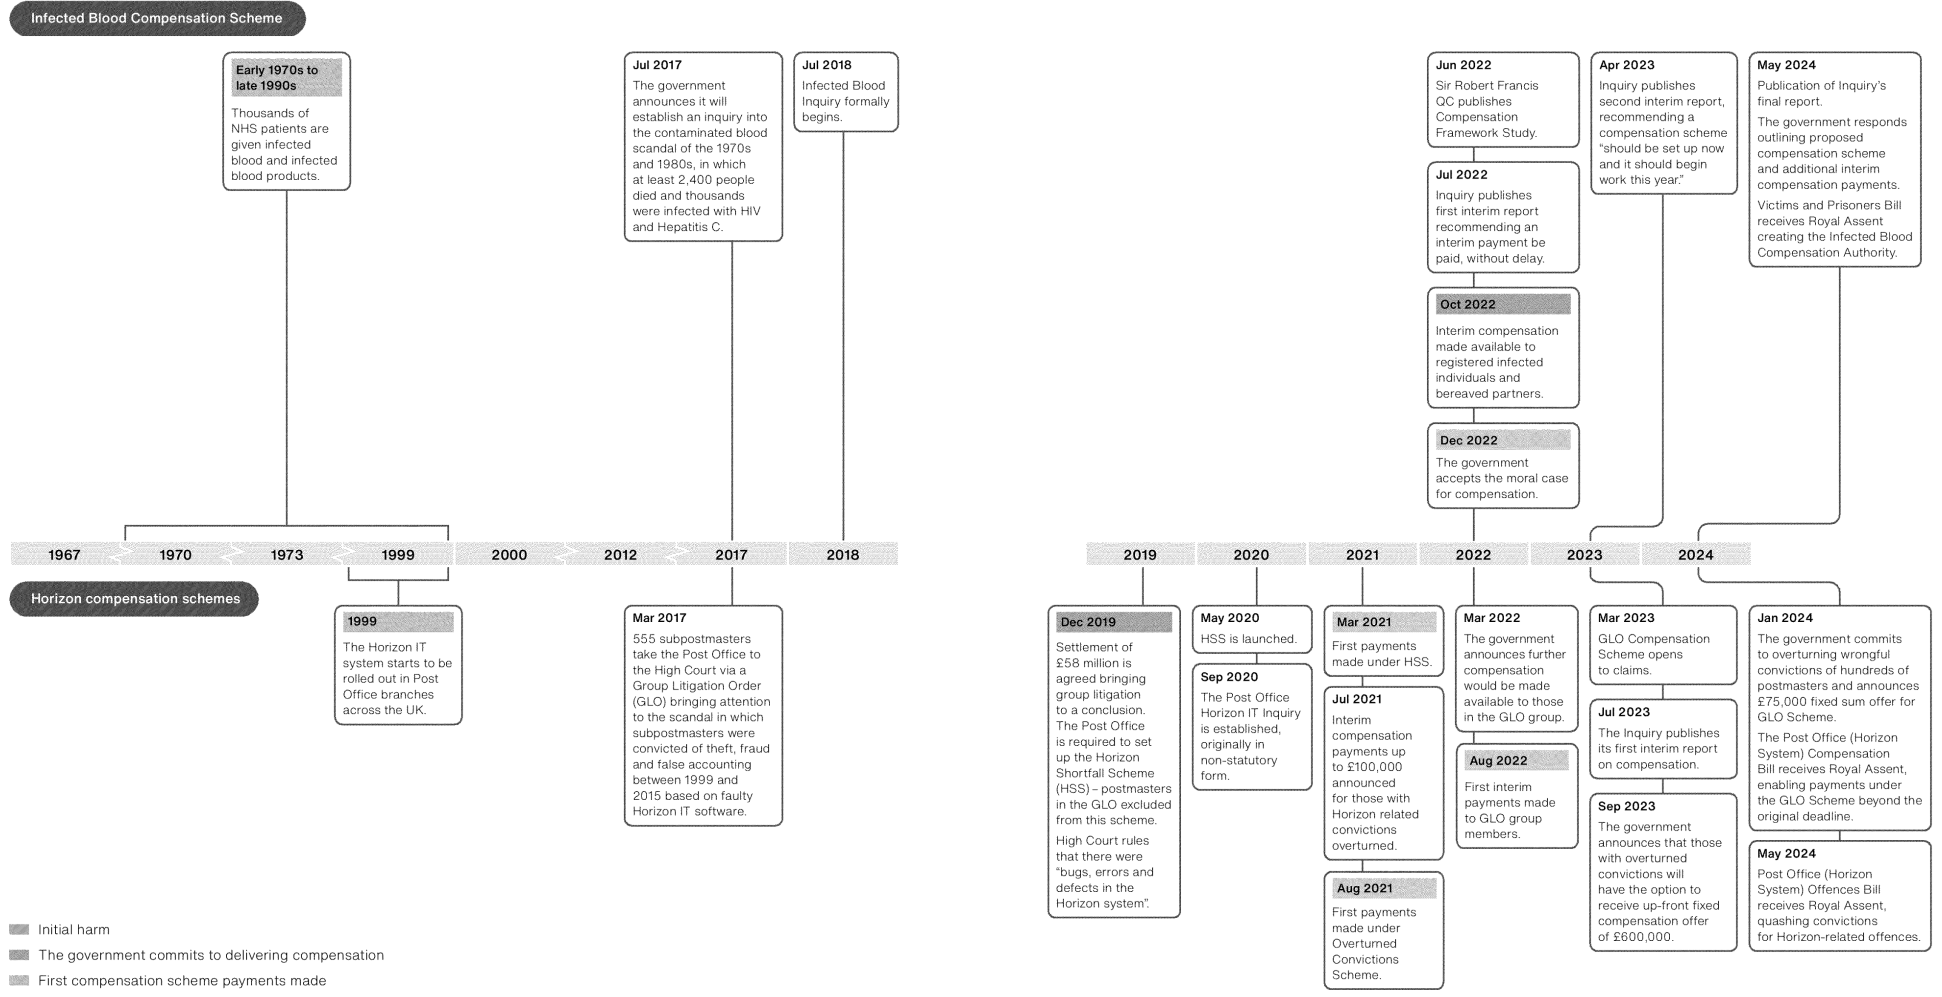 Infected Blood Compensation Scheme
Early 1970s to
late 1990s
Thousands of
NHS patients are
given infected
blood and infected
blood products.
Jul 2017
The government
announces it will
establish an inquiry into
the contaminated blood
scandal of the 1970s
and 1980s, in which
at least 2,400 people
died and thousands
were infected with HIV
and Hepatitis C.
Jul 2018
Infected Blood
Inquiry formally
begins.
Jun 2022
Sir Robert Francis
QC publishes
Compensation
Framework Study.
Jul 2022
Inquiry publishes
first interim report
recommending an
interim payment be
paid, without delay.
Oct 2022
Interim compensation
made available to
registered infected
individuals and
bereaved partners.
Dec 2022
The government
accepts the moral case
for compensation.
Apr 2023
Inquiry publishes
second interim report,
recommending a
compensation scheme
“should be set up now
and it should begin
work this year.”
May 2024
Publication of Inquiry’s
final report.
The government responds
outlining proposed
compensation scheme
and additional interim
compensation payments.
Victims and Prisoners Bill
receives Royal Assent
creating the Infected Blood
Compensation Authority.
1967 1970 1973 1999 2000 2012 2017 2018 2019 2020 2021 2022 2023 2024
Horizon compensation schemes
1999
The Horizon IT
system starts to be
rolled out in Post
Office branches
across the UK.
Mar 2017
555 subpostmasters
take the Post Office to
the High Court via a
Group Litigation Order
(GLO) bringing attention
to the scandal in which
subpostmasters were
convicted of theft, fraud
and false accounting
between 1999 and
2015 based on faulty
Horizon IT software.
Dec 2019
Settlement of
£58 million is
agreed bringing
group litigation
to a conclusion.
The Post Office
is required to set
up the Horizon
Shortfall Scheme
(HSS) – postmasters
in the GLO excluded
from this scheme.
High Court rules
that there were
“bugs, errors and
defects in the
Horizon system”.
May 2020
HSS is launched.
Sep 2020
The Post Office
Horizon IT Inquiry
is established,
originally in
non-statutory
form.
Mar 2021
First payments
made under HSS.
Jul 2021
Interim
compensation
payments up
to £100,000
announced
for those with
Horizon related
convictions
overturned.
Aug 2021
First payments
made under
Overturned
Convictions
Scheme.
Mar 2022
The government
announces further
compensation
would be made
available to those
in the GLO group.
Aug 2022
First interim
payments made
to GLO group
members.
Mar 2023
GLO Compensation
Scheme opens
to claims.
Jul 2023
The Inquiry publishes
its first interim report
on compensation.
Sep 2023
The government
announces that those
with overturned
convictions will
have the option to
receive up-front fixed
compensation offer
of £600,000.
Jan 2024
The government commits
to overturning wrongful
convictions of hundreds of
postmasters and announces
£75,000 fixed sum offer for
GLO Scheme.
The Post Office (Horizon
System) Compensation
Bill receives Royal Assent,
enabling payments under
the GLO Scheme beyond the
original deadline.
May 2024
Post Office (Horizon
System) Offences Bill
receives Royal Assent,
quashing convictions
for Horizon-related offences.
Initial harm
The government commits to delivering compensation
First compensation scheme payments made